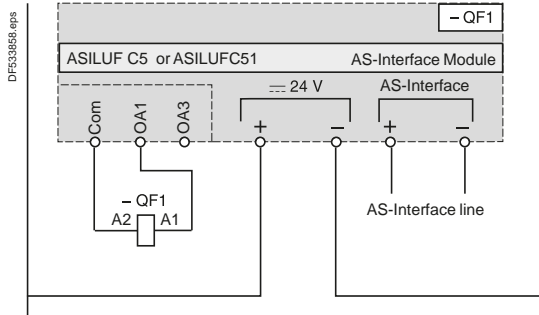 DF533858.eps
– QF1
ASILUF C5 or ASILUFC51 AS-Interface Module
24 V AS-Interface
Com OA1 OA3 + – + –
– QF1
A2 A1
AS-Interface line